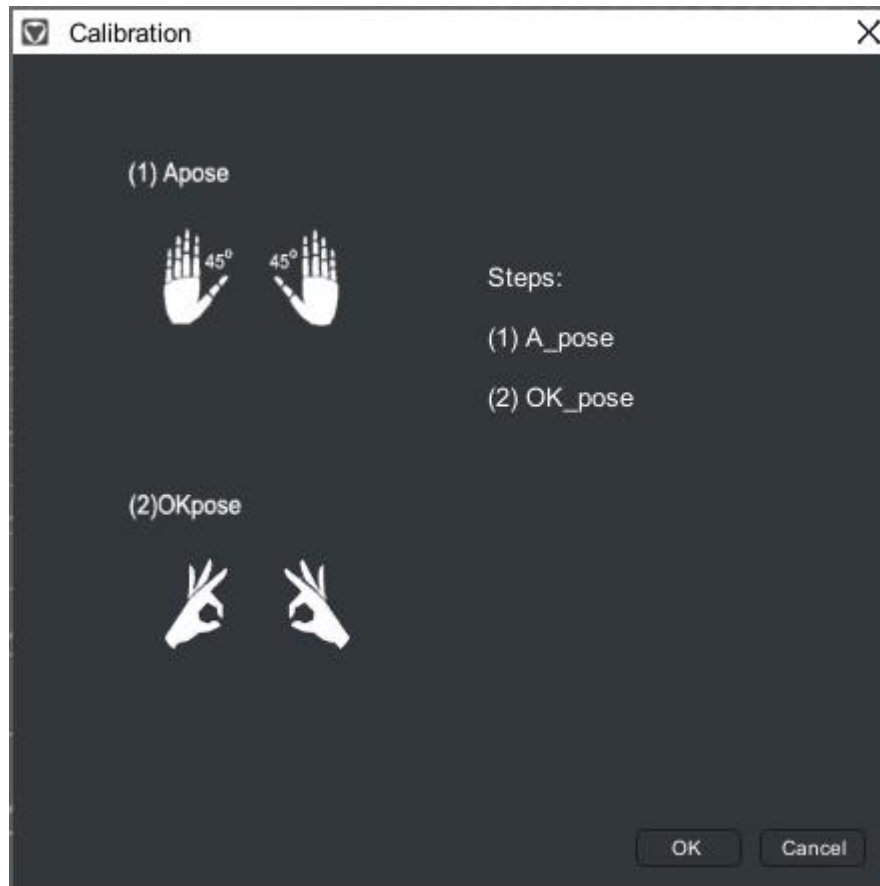 Calibration
(1) Apose
45° 45°
Steps:
(1) A_pose
(2) OK_pose
(2)OKpose
OK Cancel